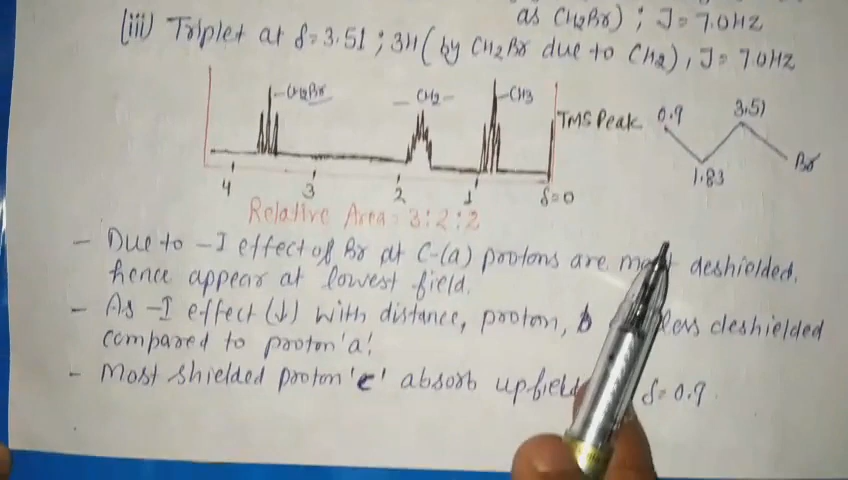 as CH2Br) ; J = 7.0HZ
(iii) Triplet at δ = 3.51 ; 3H ( by CH2Br due to CH2), J = 7.0HZ
-CH2Br
- CH2 -
-CH3
TMS Peak
0.9
3.51
1.83
Br
4 3 2 1 δ=0
Relative Area = 3:2:2
- Due to -I effect of Br at C-(a) protons are deshielded,
hence appear at lowest field.
- As -I effect (↓) with distance, proton, b less deshielded
compared to proton 'a'.
- Most shielded proton 'c' absorb upfield δ = 0.9